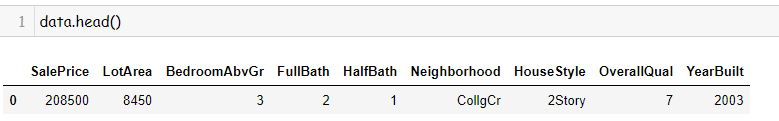 1 data.head()
SalePrice LotArea BedroomAbvGr FullBath HalfBath Neighborhood HouseStyle OverallQual YearBuilt
0 208500 8450 3 2 1 CollgCr 2Story 7 2003